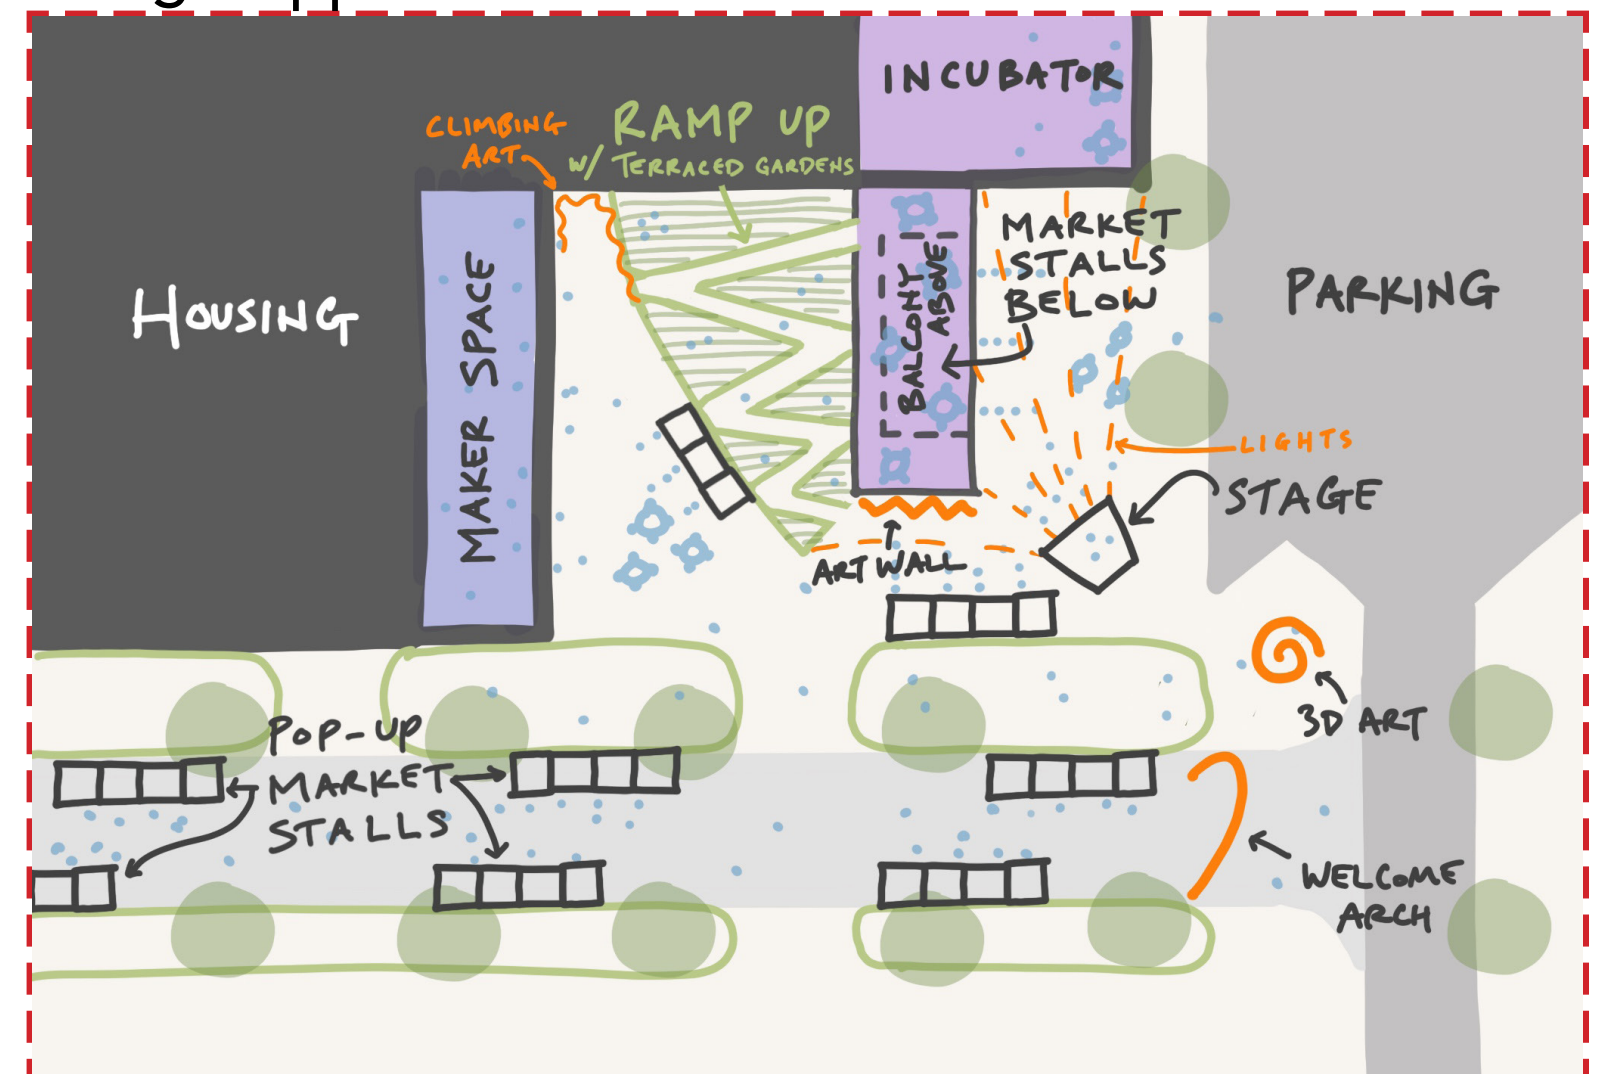 INCUBATOR
CLIMBING
ART
RAMP UP
w/ TERRACED GARDENS
HOUSING
MAKER SPACE
BALCONY
ABOVE
MARKET
STALLS
BELOW
PARKING
LIGHTS
STAGE
ART WALL
3D ART
POP-UP
MARKET
STALLS
WELCOME
ARCH